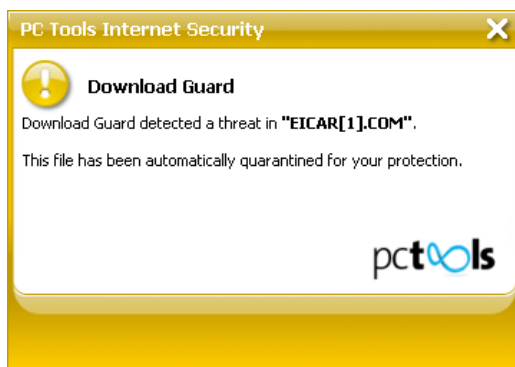 PC Tools Internet Security
Download Guard
Download Guard detected a threat in "EICAR[1].COM".
This file has been automatically quarantined for your protection.
pctools